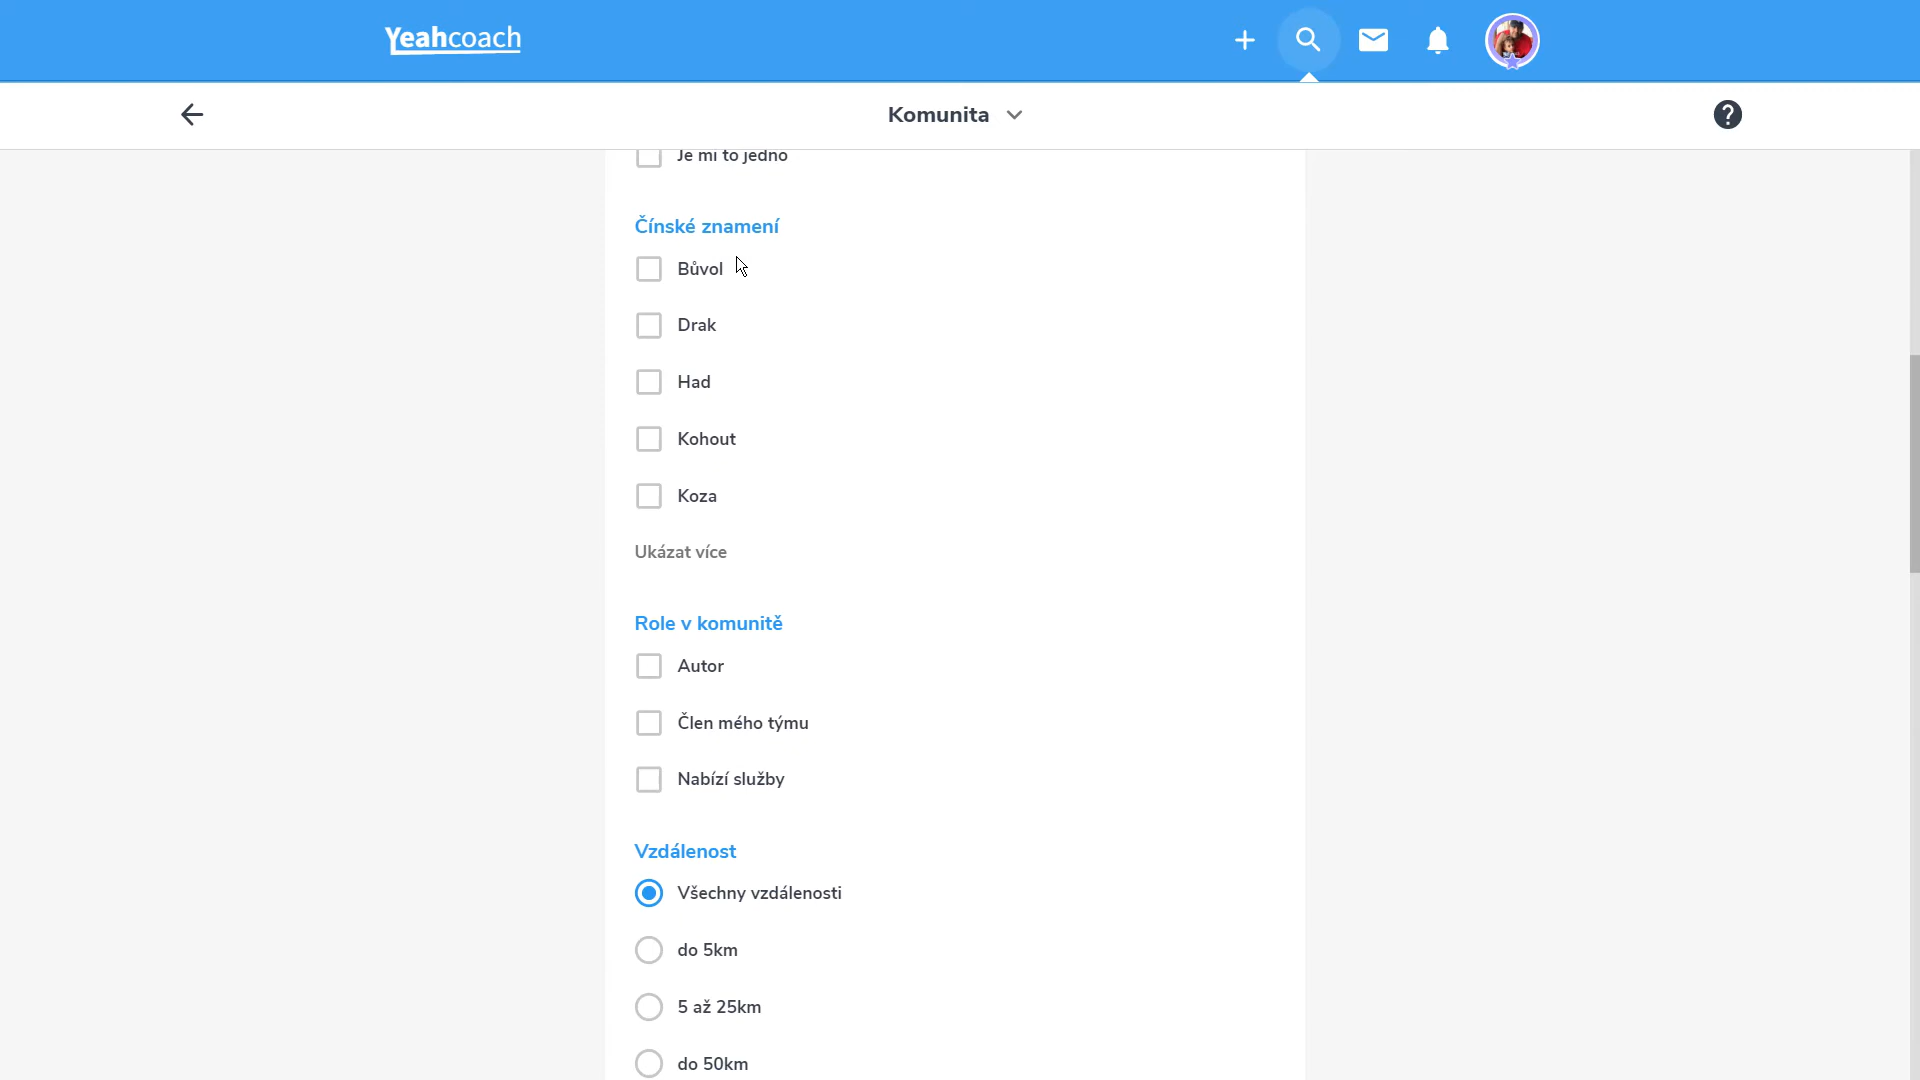 Yeahcoach
Komunita
Je mi to jedno
Čínské znamení
Bůvol
Drak
Had
Kohout
Koza
Ukázat více
Role v komunitě
Autor
Člen mého týmu
Nabízí služby
Vzdálenost
Všechny vzdálenosti
do 5km
5 až 25km
do 50km